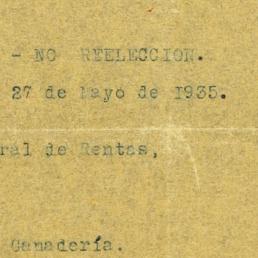 - NO REELECCION.
27 de Mayo de 1935.
ral de Rentas,
Ganadería.